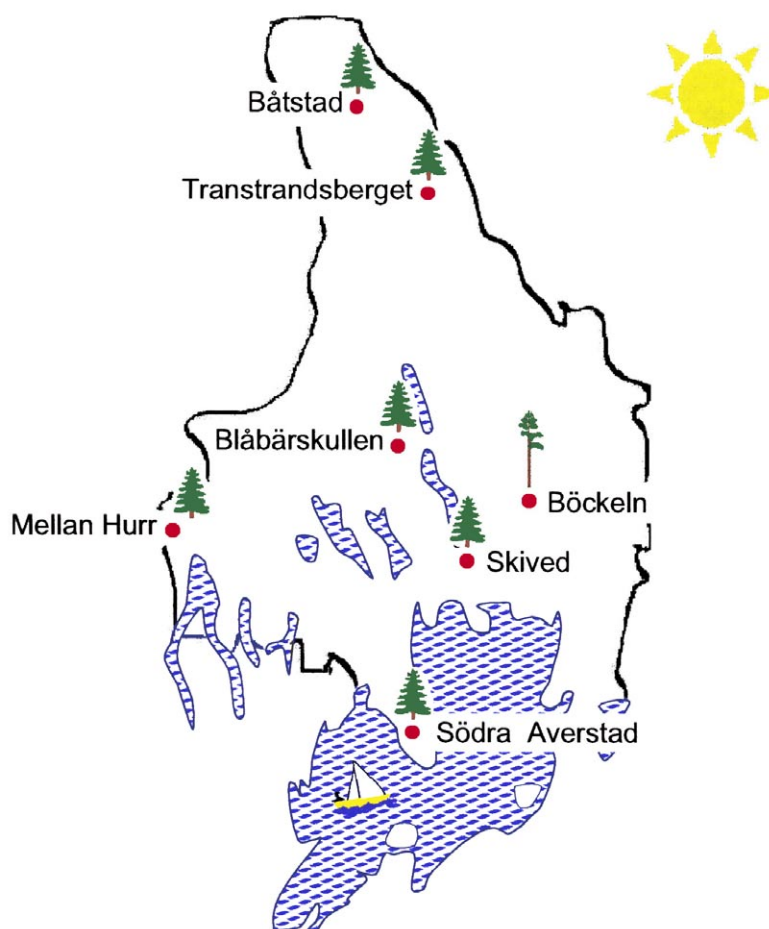 Båtstad
Transtrandsberget
Blåbärskullen
Böckeln
Mellan Hurr
Skived
Södra Averstad